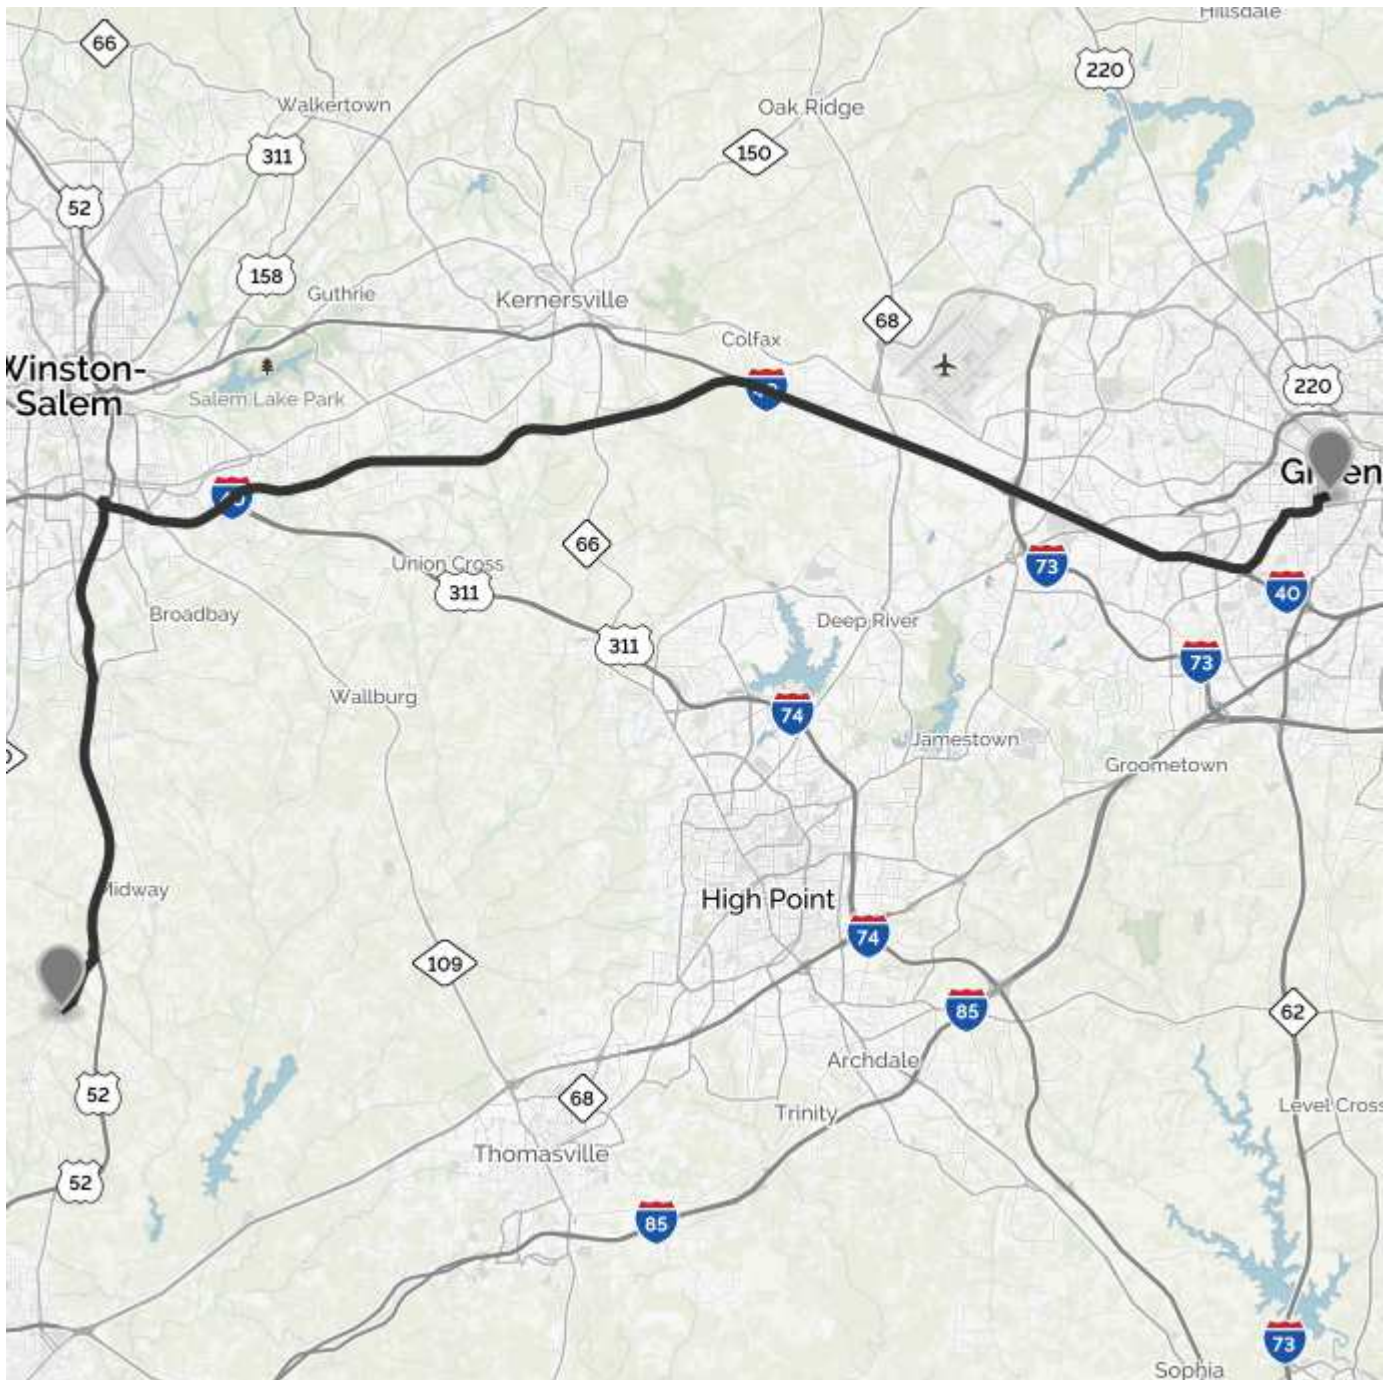 Hillsdale
66
220
Walkertown
Oak Ridge
311
150
52
158
Guthrie
Kernersville
68
Colfax
Winston-
Salem
Salem Lake Park
220
Green
66
Union Cross
311
73
40
Broadbay
Deep River
311
73
Wallburg
74
Jamestown
Groometown
Midway
High Point
74
109
85
62
Archdale
52
68
Trinity
Level Cross
Thomasville
52
85
73
Sophia